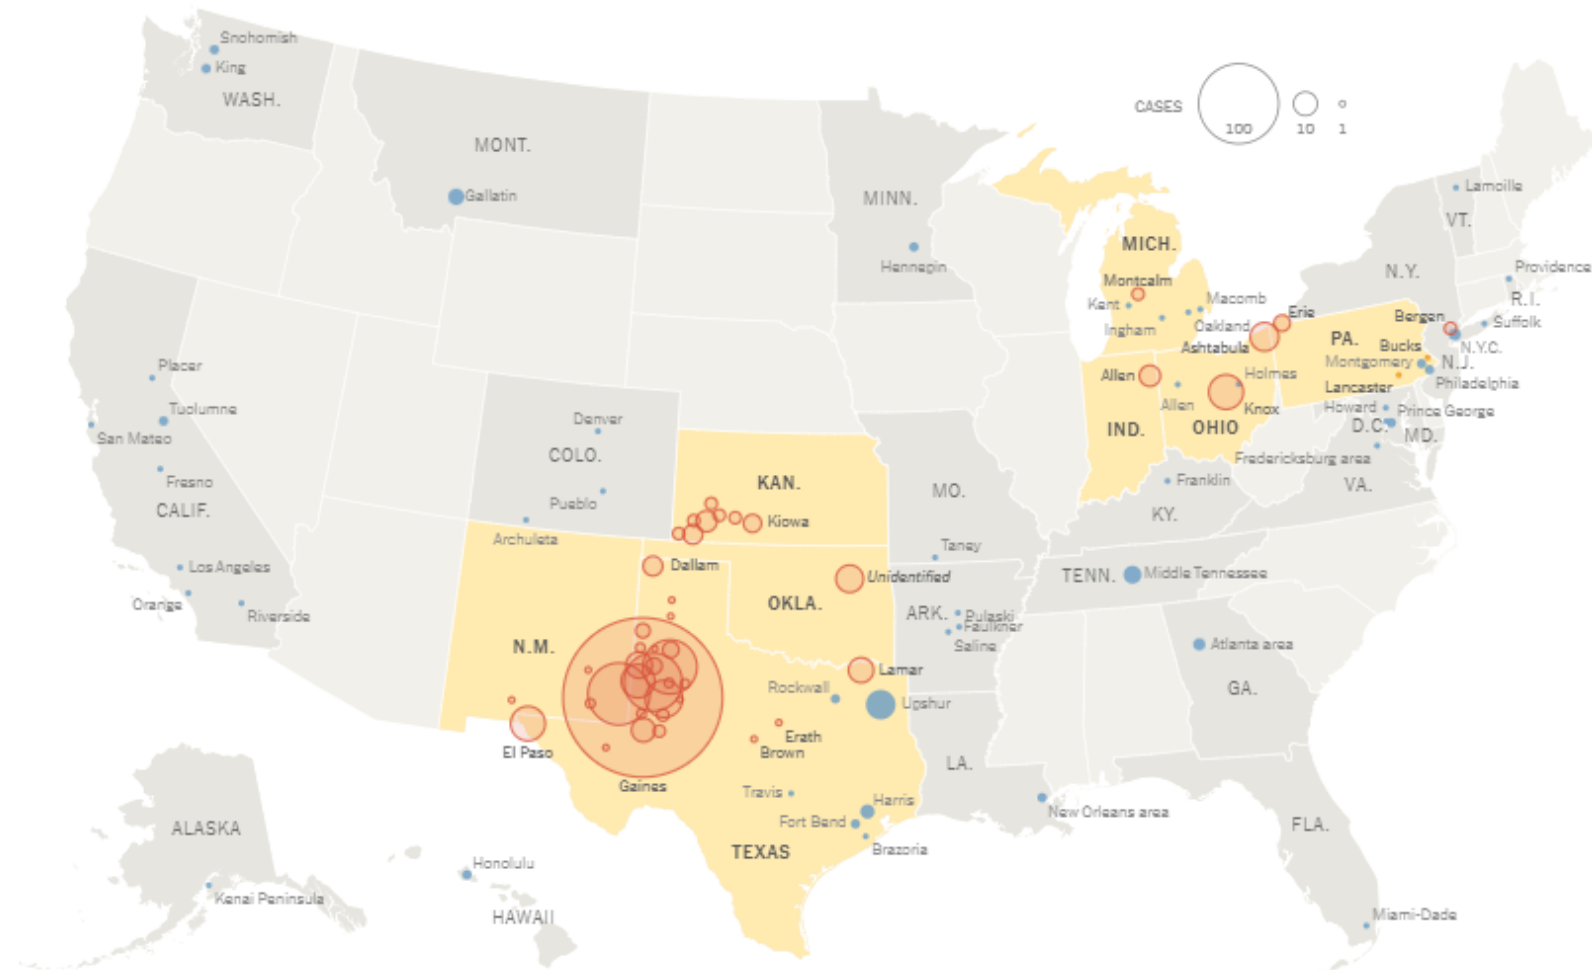 Snohomish
King
WASH.
MONT.
Gallatin
MINN.
Hennepin
CASES
100
10
1
Lamoille
VT.
N.Y.
Providence
R.I.
Suffolk
MICH.
Montcalm
Kent
Macomb
Ingham
Oakland
Erie
Ashtabula
Bergen
N.Y.C.
PA.
Bucks
Montgomery
N.J.
Philadelphia
Lancaster
Allen
Holmes
Allen
Knox
IND.
OHIO
Howard
Prince George
D.C.
MD.
Fredericksburg area
VA.
Franklin
KY.
Placer
Tuolumne
San Mateo
Fresno
CALIF.
Los Angeles
Orange
Riverside
Denver
COLO.
Pueblo
Archuleta
KAN.
Kiowa
MO.
Taney
Dallam
Unidentified
OKLA.
N.M.
TENN.
Middle Tennessee
ARK.
Pulaski
Faulkner
Saline
Atlanta area
GA.
Lamar
Rockwall
Upshur
El Paso
Erath
Brown
Gaines
Travis
Harris
Fort Bend
Brazoria
TEXAS
LA.
New Orleans area
FLA.
Miami-Dade
ALASKA
Kenai Peninsula
Honolulu
HAWAII